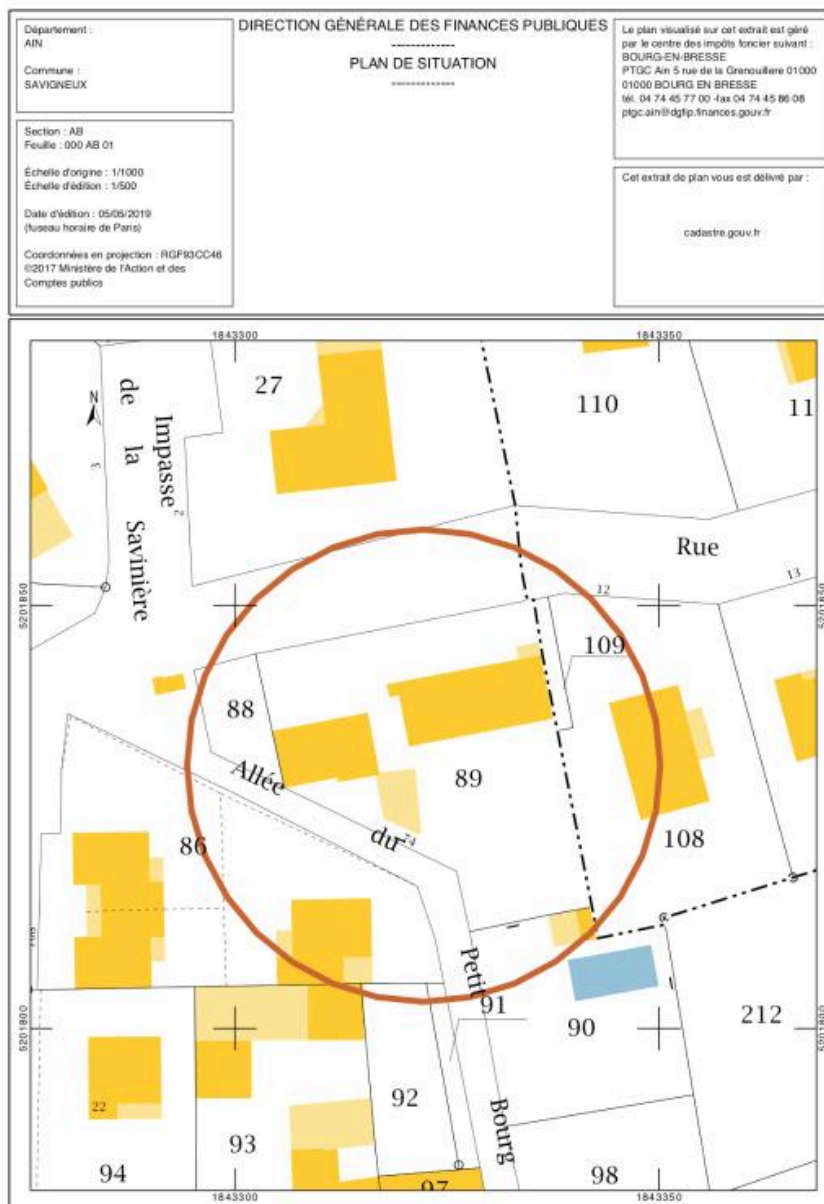 Département :
AIN
Commune :
SAVIGNEUX
Section : AB
Feuille : 000 AB 01
Échelle d'origine : 1/1000
Échelle d'édition : 1/500
Date d'édition : 05/05/2019
(fuseau horaire de Paris)
Coordonnées en projection : RGF93CC46
©2017 Ministère de l'Action et des
Comptes publics
DIRECTION GÉNÉRALE DES FINANCES PUBLIQUES
-------------
PLAN DE SITUATION
-------------
Le plan visualisé sur cet extrait est géré
par le centre des impôts foncier suivant :
BOURG-EN-BRESSE
PTGC Ain 5 rue de la Grenouillere 01000
01000 BOURG EN BRESSE
tél. 04 74 45 77 00 -fax 04 74 45 86 08
ptgc.ain@dgfip.finances.gouv.fr
Cet extrait de plan vous est délivré par :
cadastre.gouv.fr
1843300
1843350
N
27
110
11
Impasse
de la Savinière
3
2
Rue
5201850
5201850
12
13
109
88
89
Allée
du
74
86
108
Petit
91
90
212
5201800
5201800
92
Bourg
22
93
94
97
98
1843300
1843350